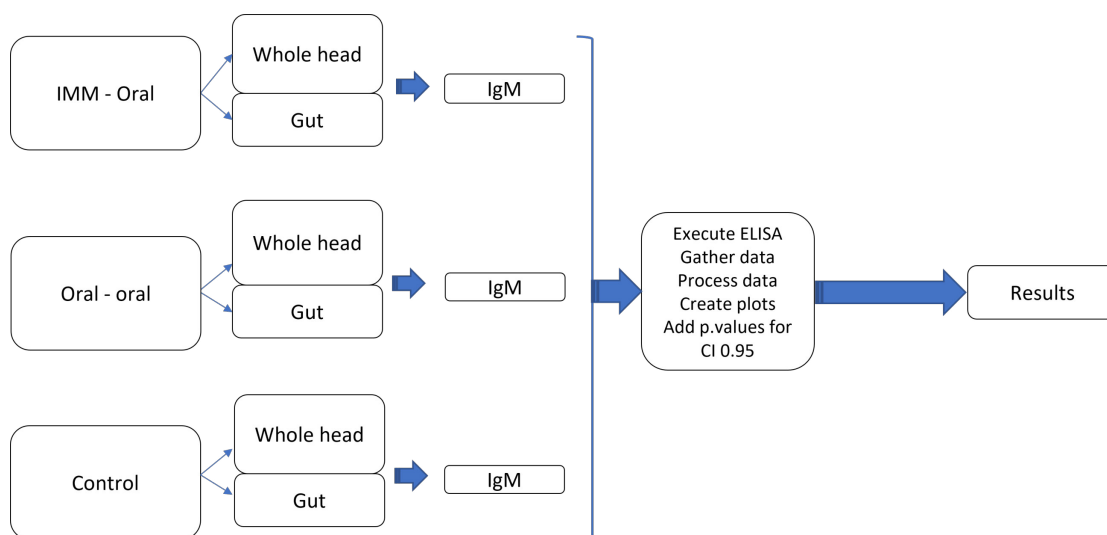 IMM - Oral
Whole head
Gut
IgM
Oral - oral
Whole head
Gut
IgM
Control
Whole head
Gut
IgM
Execute ELISA
Gather data
Process data
Create plots
Add p.values for
CI 0.95
Results